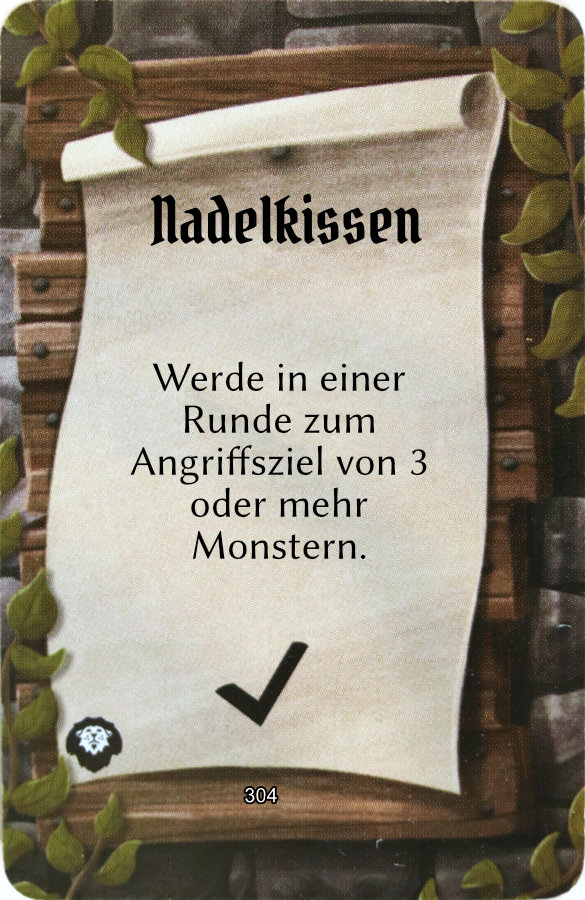 Nadelkissen
Werde in einer
Runde zum
Angriffsziel von 3
oder mehr
Monstern.
304